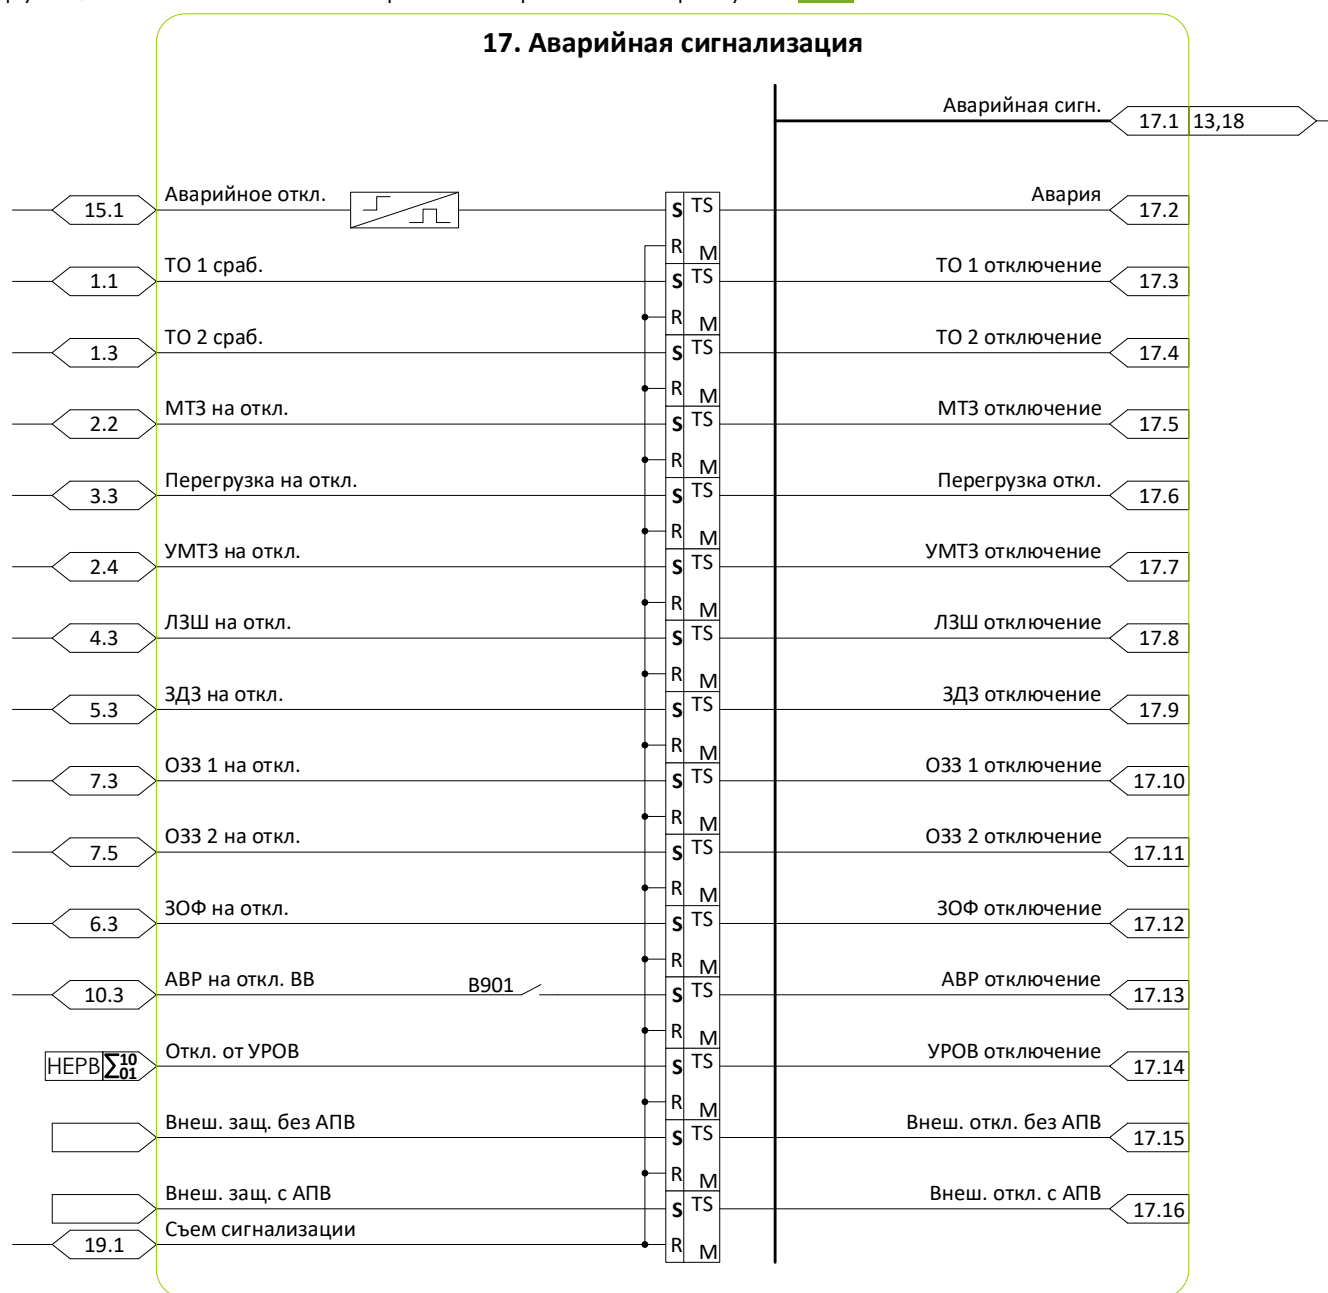 17. Аварийная сигнализация
Аварийная сигн. 17.1 13,18
15.1 Аварийное откл. S TS Авария 17.2
R M
1.1 ТО 1 сраб. S TS ТО 1 отключение 17.3
R M
1.3 ТО 2 сраб. S TS ТО 2 отключение 17.4
R M
2.2 МТЗ на откл. S TS МТЗ отключение 17.5
R M
3.3 Перегрузка на откл. S TS Перегрузка откл. 17.6
R M
2.4 УМТЗ на откл. S TS УМТЗ отключение 17.7
R M
4.3 ЛЗШ на откл. S TS ЛЗШ отключение 17.8
R M
5.3 ЗДЗ на откл. S TS ЗДЗ отключение 17.9
R M
7.3 ОЗЗ 1 на откл. S TS ОЗЗ 1 отключение 17.10
R M
7.5 ОЗЗ 2 на откл. S TS ОЗЗ 2 отключение 17.11
R M
6.3 ЗОФ на откл. S TS ЗОФ отключение 17.12
R M
10.3 АВР на откл. ВВ В901 S TS АВР отключение 17.13
R M
НЕРВ Σ 10 01 Откл. от УРОВ S TS УРОВ отключение 17.14
R M
Внеш. защ. без АПВ S TS Внеш. откл. без АПВ 17.15
R M
Внеш. защ. с АПВ S TS Внеш. откл. с АПВ 17.16
19.1 Съем сигнализации R M